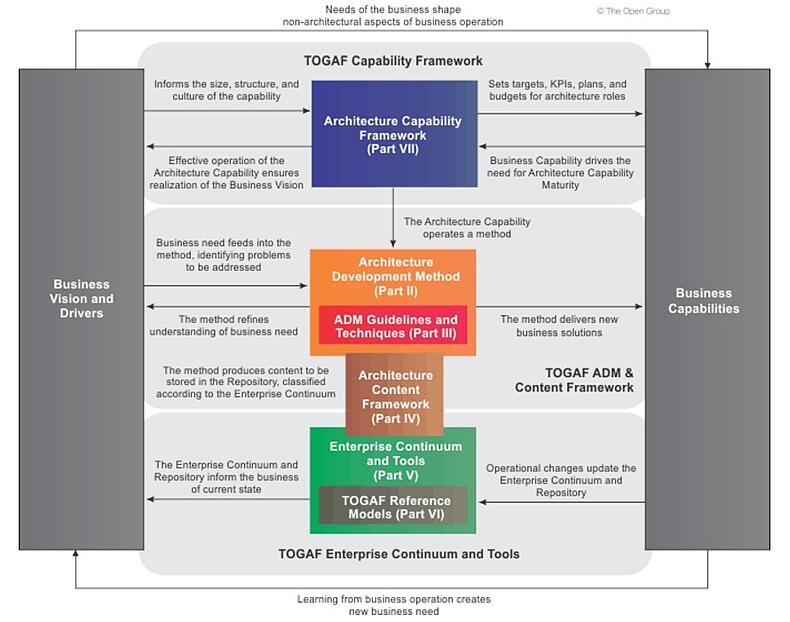 Needs of the business shape
non-architectural aspects of business operation
© The Open Group
TOGAF Capability Framework
Informs the size, structure, and
culture of the capability
Architecture Capability
Framework
(Part VII)
Sets targets, KPIs, plans, and
budgets for architecture roles
Effective operation of the
Architecture Capability ensures
realization of the Business Vision
Business Capability drives the
need for Architecture Capability
Maturity
The Architecture Capability
operates a method
Business need feeds into the
method, identifying problems
to be addressed
Architecture
Development Method
(Part II)
Business
Vision and
Drivers
Business
Capabilities
ADM Guidelines and
Techniques (Part III)
The method refines
understanding of business need
The method delivers new
business solutions
The method produces content to be
stored in the Repository, classified
according to the Enterprise Continuum
Architecture
Content
Framework
(Part IV)
TOGAF ADM &
Content Framework
Enterprise Continuum
and Tools
(Part V)
The Enterprise Continuum and
Repository inform the business
of current state
Operational changes update the
Enterprise Continuum and
Repository
TOGAF Reference
Models (Part VI)
TOGAF Enterprise Continuum and Tools
Learning from business operation creates
new business need